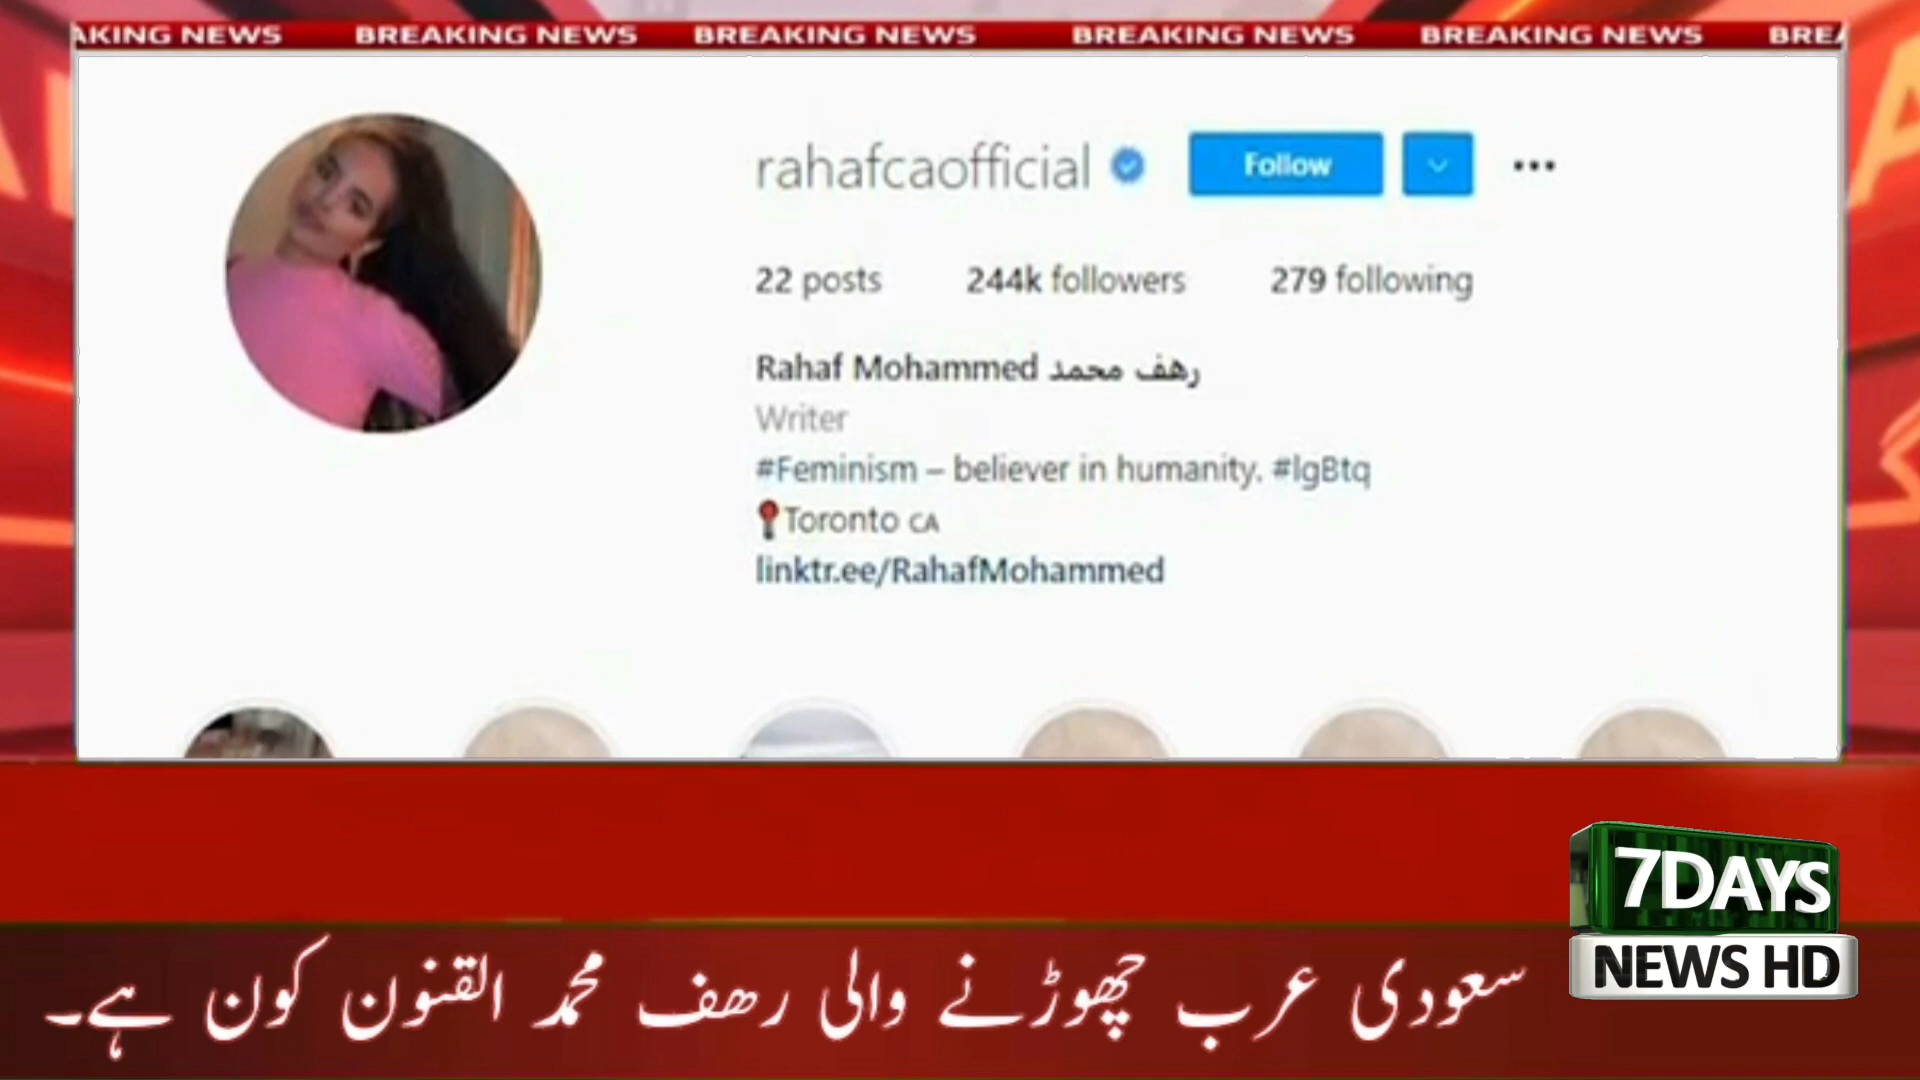 AKING NEWS BREAKING NEWS BREAKING NEWS BREAKING NEWS BREAKING NEWS BREA
rahafcaofficial Follow
22 posts 244k followers 279 following
Rahaf Mohammed رهف محمد
Writer
#Feminism – believer in humanity. #lgBtq
Toronto CA
linktr.ee/RahafMohammed
7DAYS
NEWS HD
سعودی عرب چھوڑنے والی رھف محمد القنون کون ہے۔